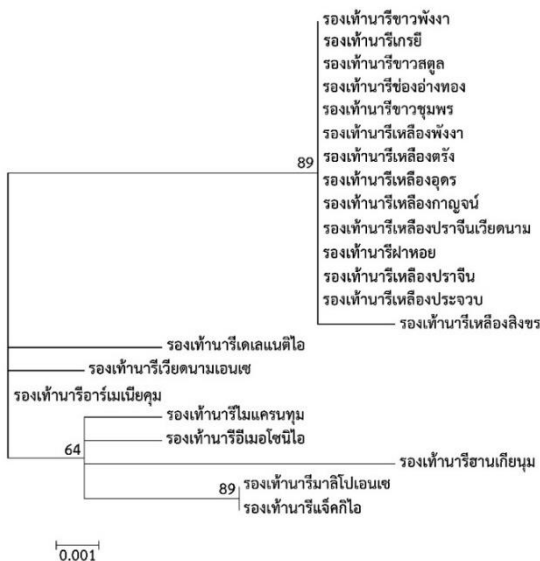 รองเท้านารีขาวพังงา
รองเท้านารีเกรยี
รองเท้านารีขาวสตูล
รองเท้านารีช่องอ่างทอง
รองเท้านารีขาวชุมพร
รองเท้านารีเหลืองพังงา
89
รองเท้านารีเหลืองตรัง
รองเท้านารีเหลืองอุดร
รองเท้านารีเหลืองกาญจน์
รองเท้านารีเหลืองปราจีนเวียดนาม
รองเท้านารีฝาหอย
รองเท้านารีเหลืองปราจีน
รองเท้านารีเหลืองประจวบ
รองเท้านารีเหลืองสิงขร
รองเท้านารีเดเลแนติไอ
รองเท้านารีเวียดนามเอนเซ
รองเท้านารีอาร์เมเนียคุม
รองเท้านารีไมแครนทุม
รองเท้านารีอีเมอโซนิไอ
64
รองเท้านารีฮานเกียนุม
89
รองเท้านารีมาลิโปเอนเซ
รองเท้านารีแจ็คกิไอ
0.001